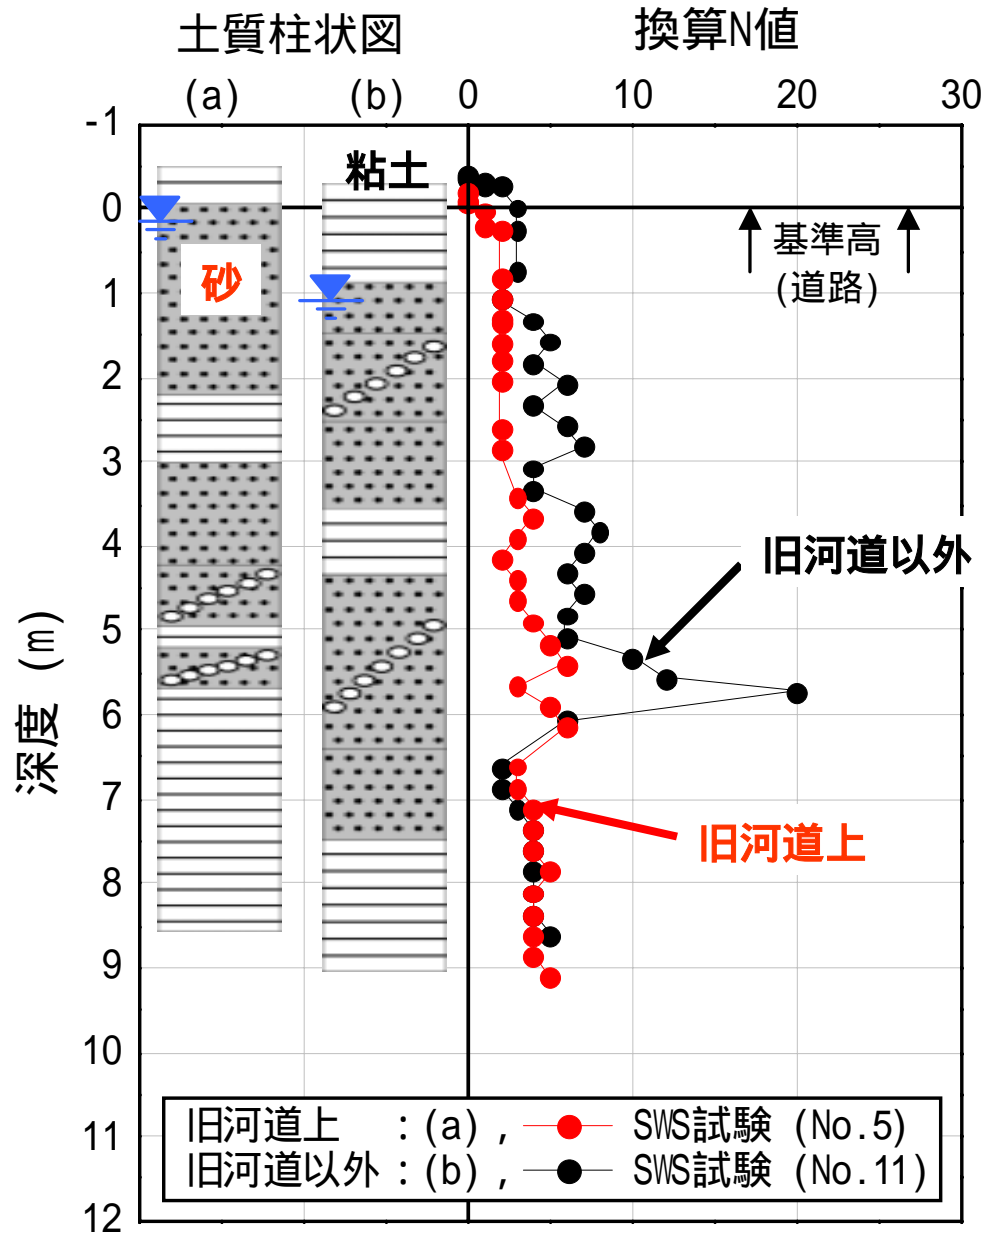 土質柱状図 換算N値
(a) (b) 0 10 20 30
-1
粘土
0
基準高
(道路)
砂
1
2
3
4
旧河道以外
5
6
7
旧河道上
8
9
10
11
12
深度 (m)
旧河道上 : (a) , SWS試験 (No.5)
旧河道以外 : (b) , SWS試験 (No.11)